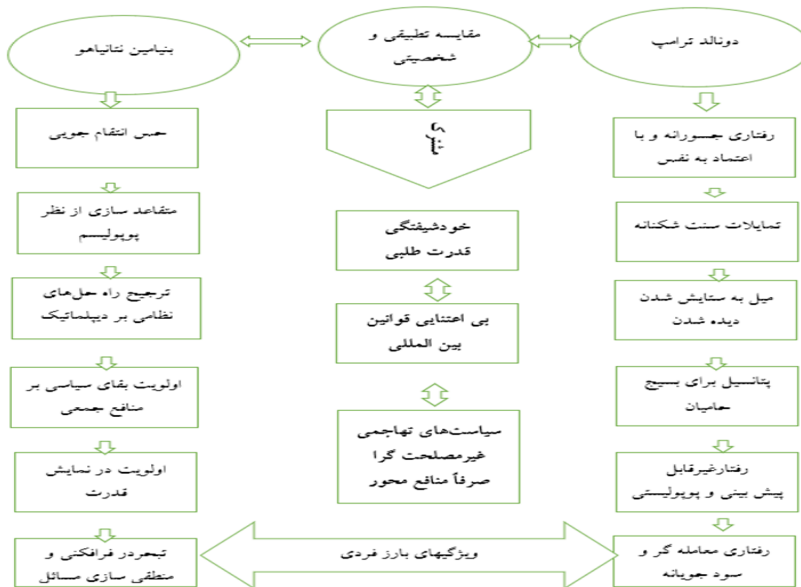 دونالد ترامپ
مقایسه تطبیقی و
شخصیتی
بنیامین نتانیاهو
رفتاری جسورانه و با
اعتماد به نفس
تمایلات سنت شکنانه
میل به ستایش شدن
دیده شدن
پتانسیل برای بسیج
حامیان
رفتارغیرقابل
پیش بینی و پوپولیستی
رفتاری معامله گر و
سود جویانه
مشترک
خودشیفتگی
قدرت طلبی
بی اعتنایی قوانین
بین المللی
سیاست‌های تهاجمی
غیرمصلحت گرا
صرفاً منافع محور
ویژگیهای بارز فردی
حس انتقام جویی
متقاعد سازی از نظر
پوپولیسم
ترجیح راه حل‌های
نظامی بر دیپلماتیک
اولویت بقای سیاسی بر
منافع جمعی
اولویت در نمایش
قدرت
تبحردر فرافکنی و
منطقی سازی مسائل